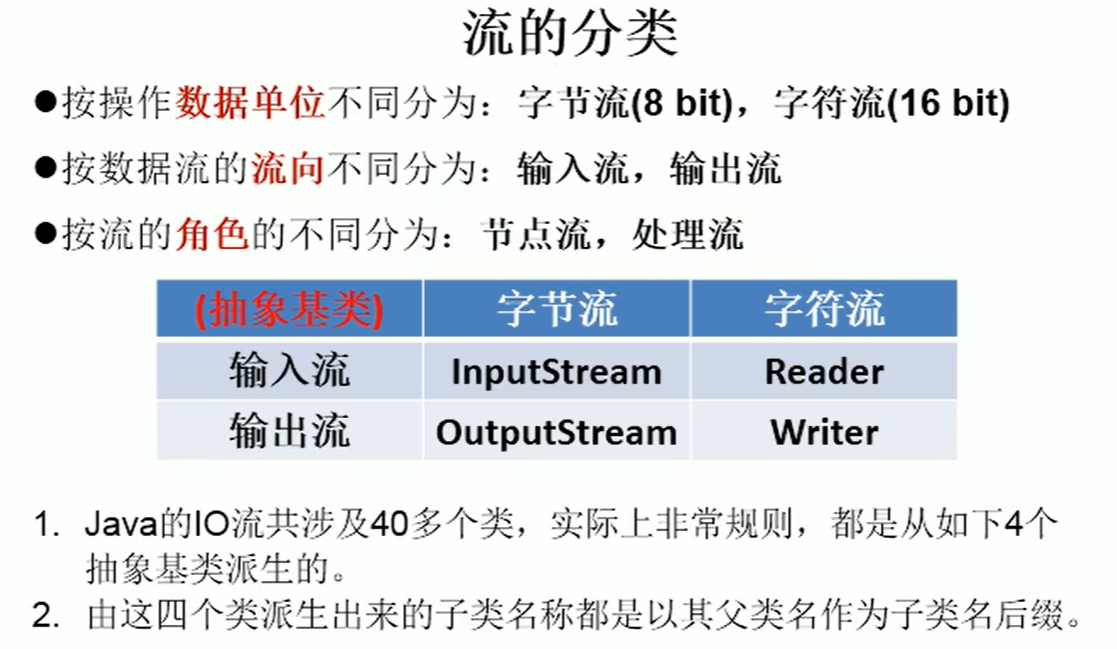 流的分类
●按操作数据单位不同分为：字节流(8 bit)，字符流(16 bit)
●按数据流的流向不同分为：输入流，输出流
●按流的角色的不同分为：节点流，处理流
(抽象基类) 字节流 字符流
输入流 InputStream Reader
输出流 OutputStream Writer
1. Java的IO流共涉及40多个类，实际上非常规则，都是从如下4个
抽象基类派生的。
2. 由这四个类派生出来的子类名称都是以其父类名作为子类名后缀。